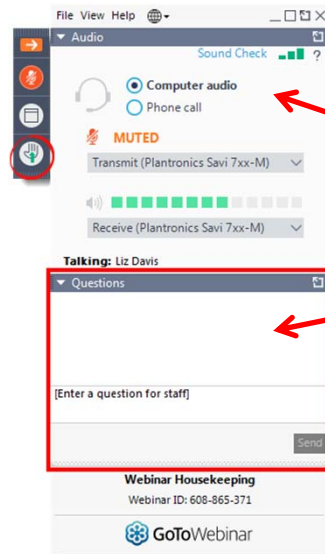 File View Help
Audio
Sound Check ?
Computer audio
Phone call
MUTED
Transmit (Plantronics Savi 7xx-M)
Receive (Plantronics Savi 7xx-M)
Talking: Liz Davis
Questions
[Enter a question for staff]
Send
Webinar Housekeeping
Webinar ID: 608-865-371
GoToWebinar